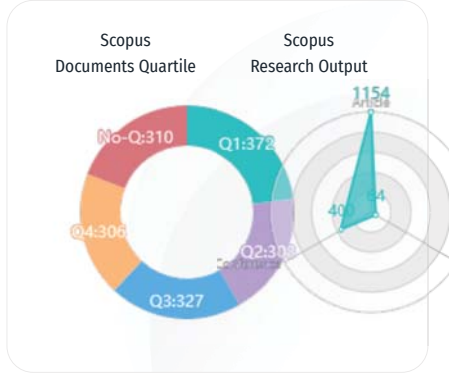 Scopus
Documents Quartile
Scopus
Research Output
1154
Article
No-Q:310
Q1:372
400
64
Q4:306
Q3:327